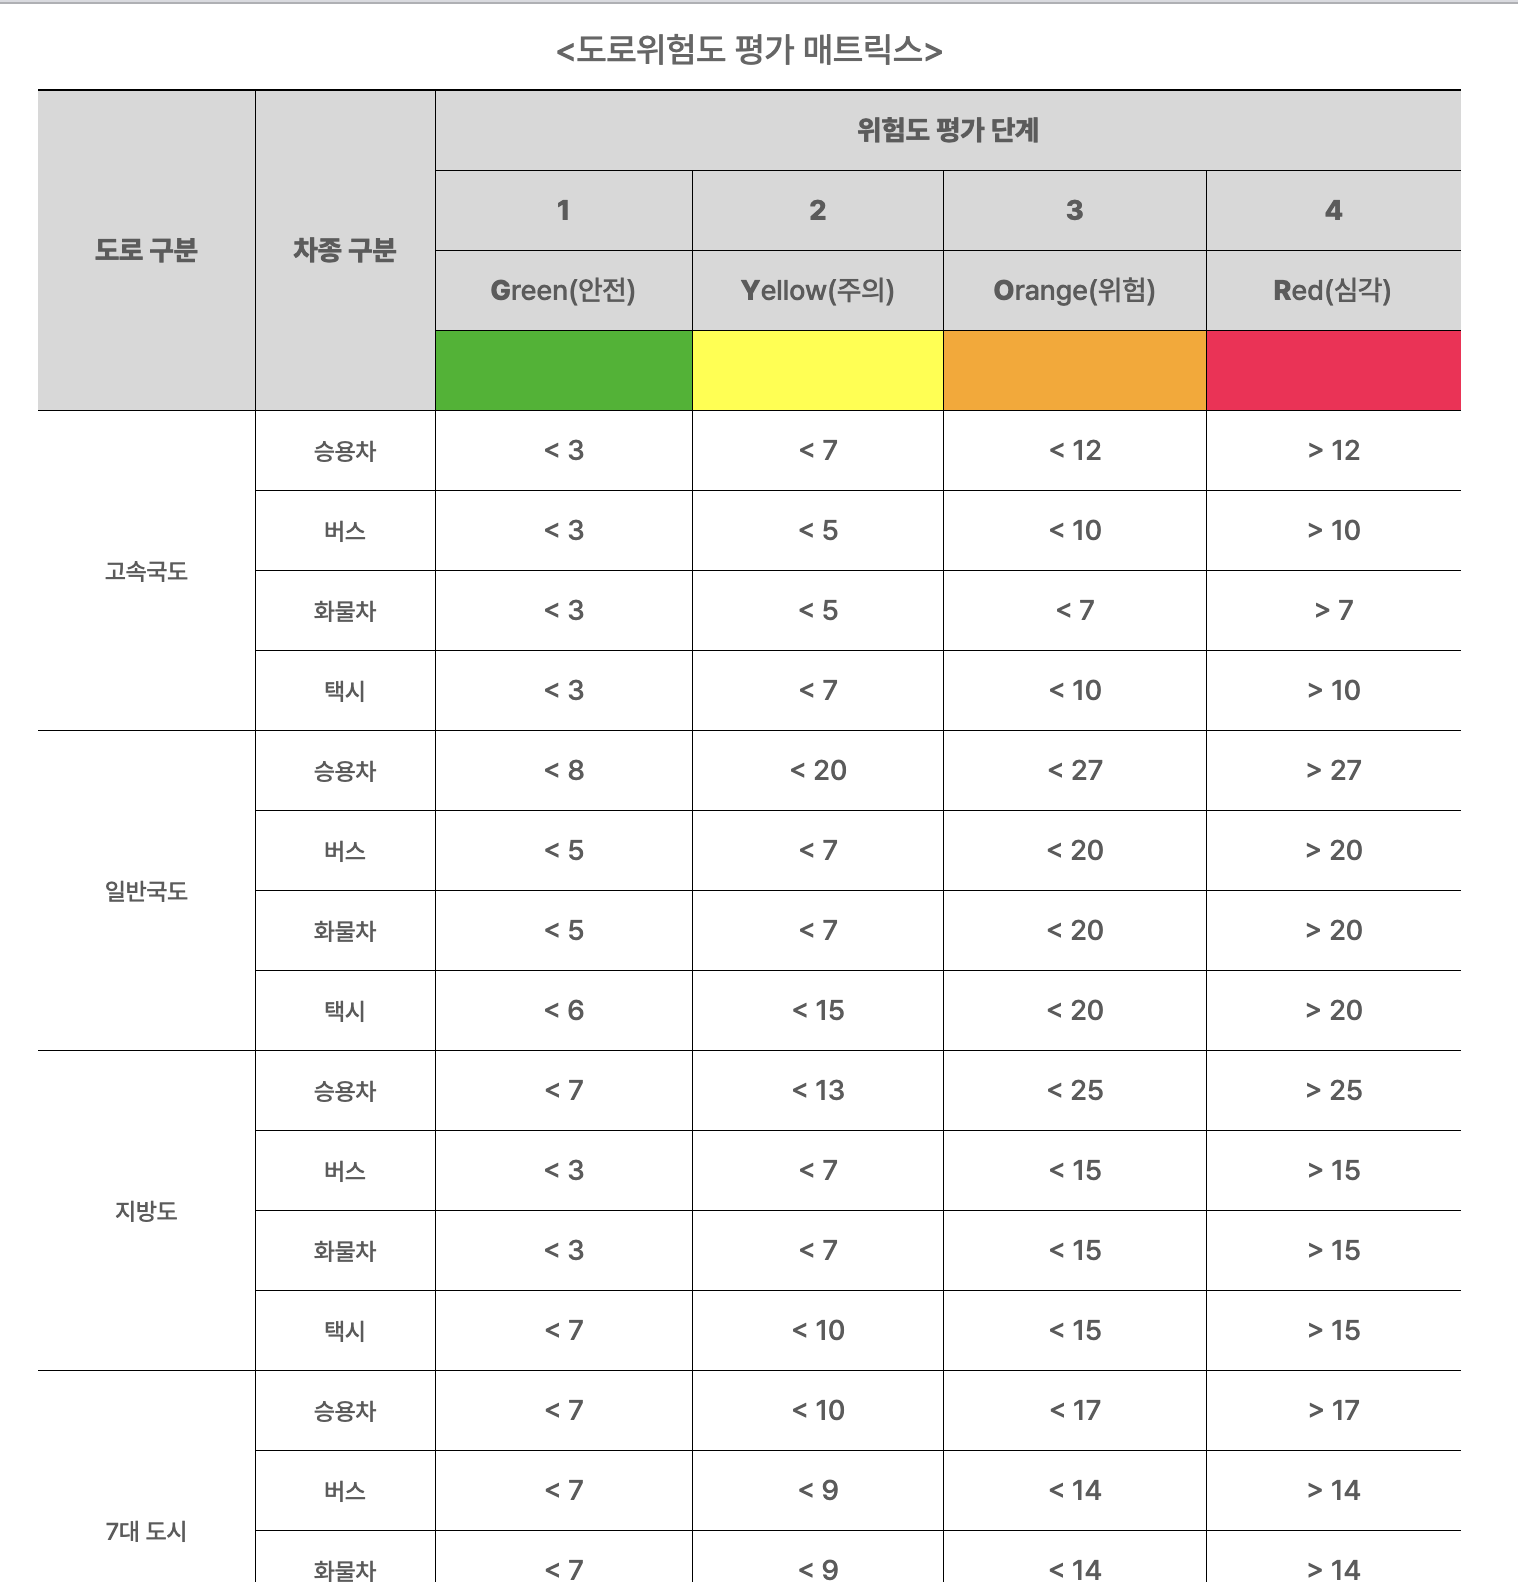 <도로위험도 평가 매트릭스>
도로 구분 차종 구분 위험도 평가 단계
1 2 3 4
Green(안전) Yellow(주의) Orange(위험) Red(심각)
고속국도
승용차 < 3 < 7 < 12 > 12
버스 < 3 < 5 < 10 > 10
화물차 < 3 < 5 < 7 > 7
택시 < 3 < 7 < 10 > 10
일반국도
승용차 < 8 < 20 < 27 > 27
버스 < 5 < 7 < 20 > 20
화물차 < 5 < 7 < 20 > 20
택시 < 6 < 15 < 20 > 20
지방도
승용차 < 7 < 13 < 25 > 25
버스 < 3 < 7 < 15 > 15
화물차 < 3 < 7 < 15 > 15
택시 < 7 < 10 < 15 > 15
7대 도시
승용차 < 7 < 10 < 17 > 17
버스 < 7 < 9 < 14 > 14
화물차 < 7 < 9 < 14 > 14